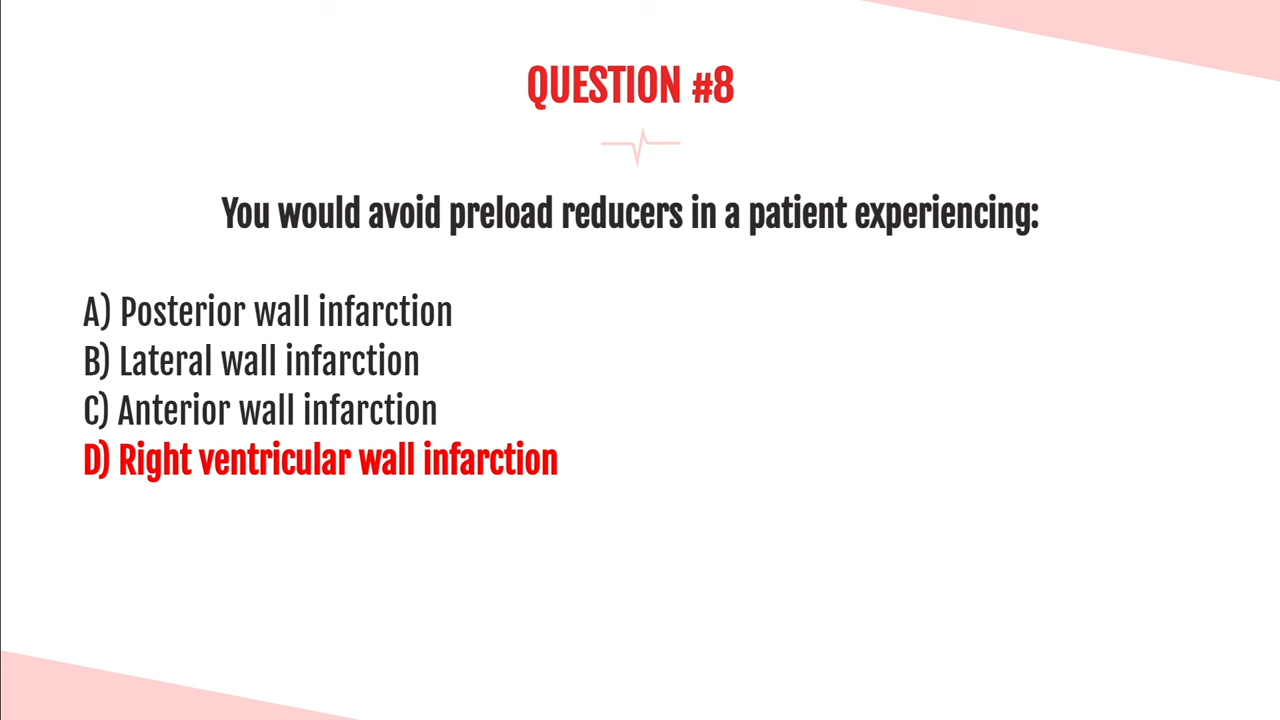 QUESTION #8
You would avoid preload reducers in a patient experiencing:
A) Posterior wall infarction
B) Lateral wall infarction
C) Anterior wall infarction
D) Right ventricular wall infarction